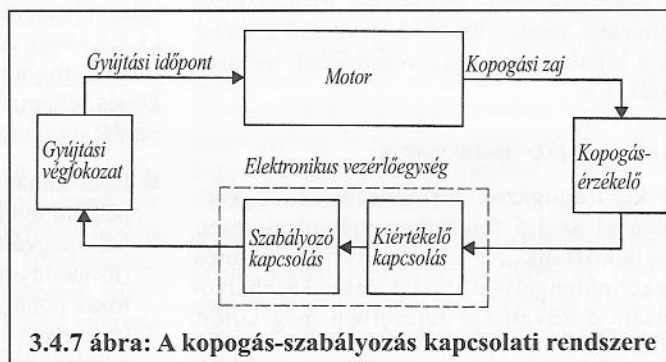 Gyújtási időpont
Motor
Kopogási zaj
Gyújtási
végfokozat
Kopogás-
érzékelő
Elektronikus vezérlőegység
Szabályozó
kapcsolás
Kiértékelő
kapcsolás
3.4.7 ábra: A kopogás-szabályozás kapcsolati rendszere